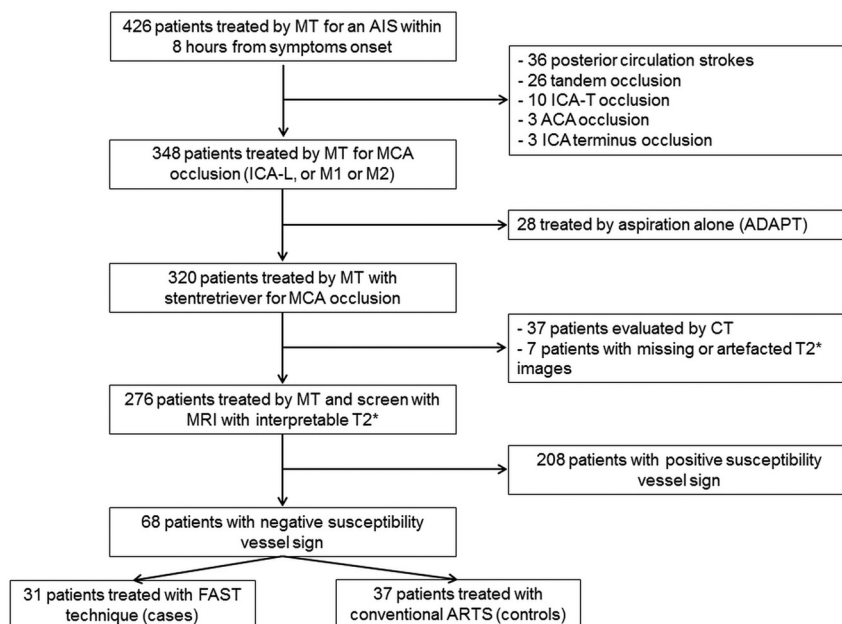 426 patients treated by MT for an AIS within
8 hours from symptoms onset
- 36 posterior circulation strokes
- 26 tandem occlusion
- 10 ICA-T occlusion
- 3 ACA occlusion
- 3 ICA terminus occlusion
348 patients treated by MT for MCA
occlusion (ICA-L, or M1 or M2)
28 treated by aspiration alone (ADAPT)
320 patients treated by MT with
stentretriever for MCA occlusion
- 37 patients evaluated by CT
- 7 patients with missing or artefacted T2*
images
276 patients treated by MT and screen with
MRI with interpretable T2*
208 patients with positive susceptibility
vessel sign
68 patients with negative susceptibility
vessel sign
31 patients treated with FAST
technique (cases)
37 patients treated with
conventional ARTS (controls)